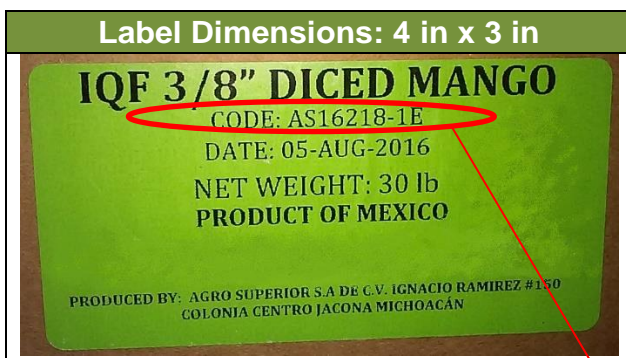 Label Dimensions: 4 in x 3 in
IQF 3/8" DICED MANGO
CODE: AS16218-1E
DATE: 05-AUG-2016
NET WEIGHT: 30 lb
PRODUCT OF MEXICO
PRODUCED BY: AGRO SUPERIOR S.A DE C.V. IGNACIO RAMIREZ #150
COLONIA CENTRO JACONA MICHOACÁN